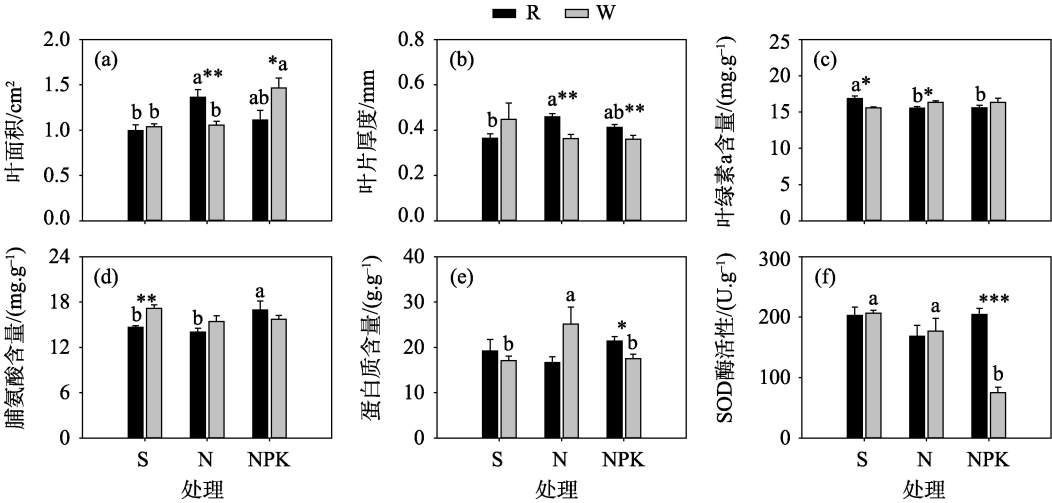 R W
(a)
叶面积/cm²
2.0
1.5
1.0
0.5
0.0
b b a** b ab *a
(b)
叶片厚度/mm
0.8
0.6
0.4
0.2
0.0
b a** ab**
(c)
叶绿素a含量/(mg.g⁻¹)
25
20
15
10
5
0
a* b* b
(d)
脯氨酸含量/(mg.g⁻¹)
24
18
12
6
0
b ** b a
S N NPK
处理
(e)
蛋白质含量/(g.g⁻¹)
40
30
20
10
0
b a * b
S N NPK
处理
(f)
SOD酶活性/(U.g⁻¹)
300
200
100
0
a a *** b
S N NPK
处理